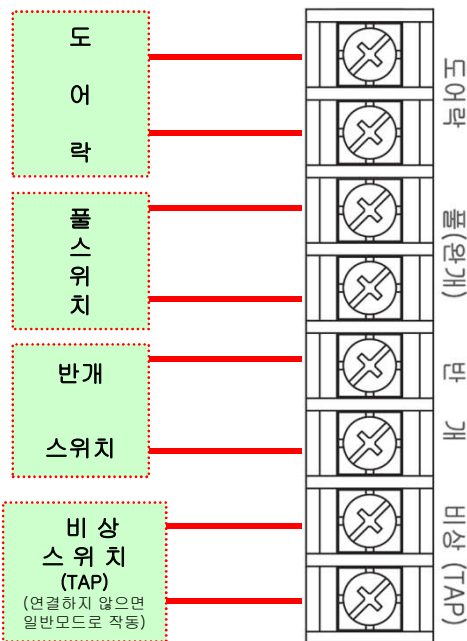 도
어
락
풀
스
위
치
반개
스위치
비 상
스 위 치
(TAP)
(연결하지 않으면
일반모드로 작동)
도어락
풀(완개)
반 개
비상 (TAP)